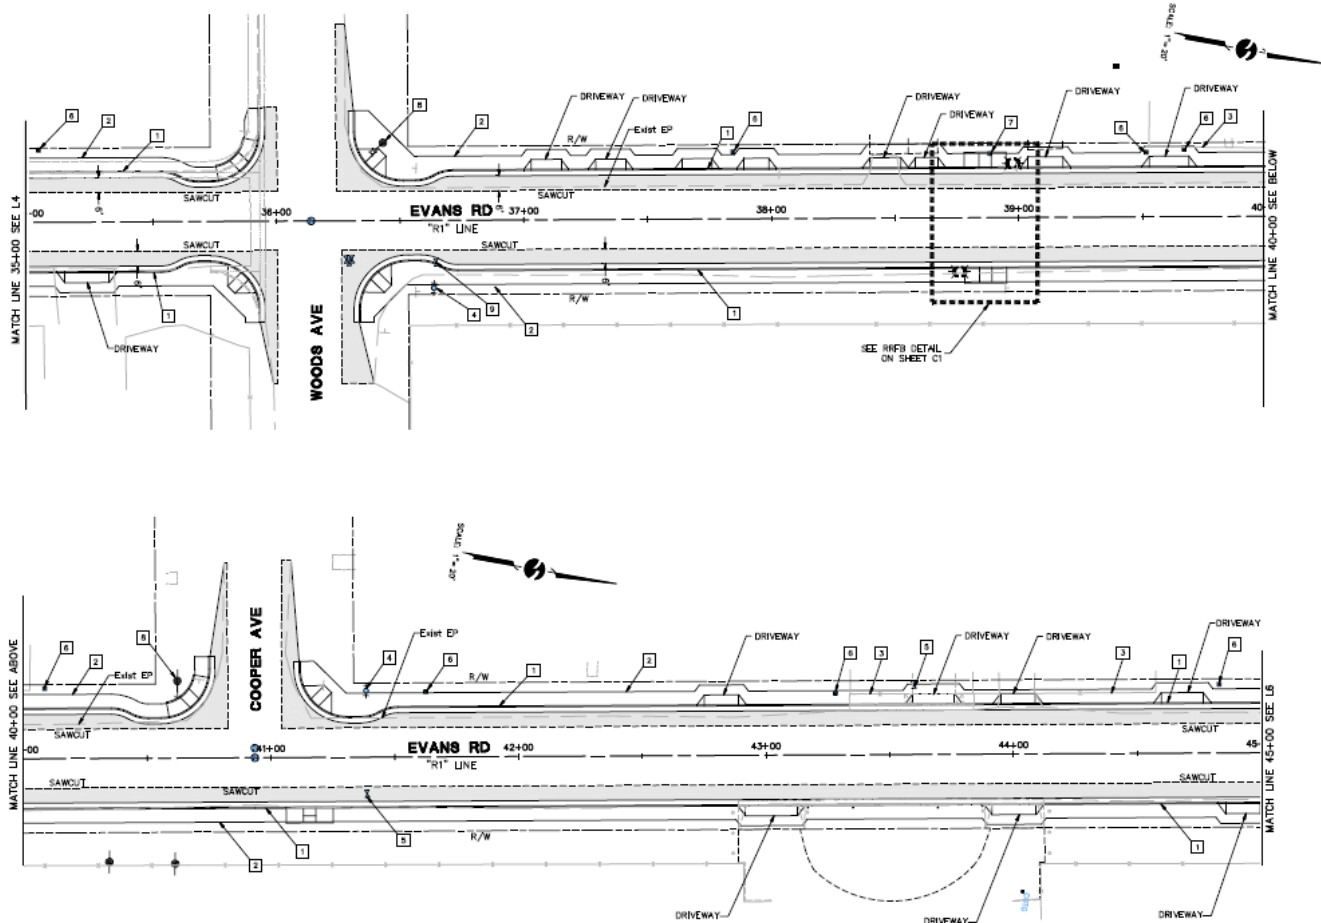 SCALE: 1"=20'
6
2
1
8
DRIVEWAY
DRIVEWAY
2
R/W
Exist EP
1
6
DRIVEWAY
DRIVEWAY
7
DRIVEWAY
DRIVEWAY
6
6
3
MATCH LINE 35+00 SEE L4
SAWCUT
SAWCUT
-00
36+00
EVANS RD
37+00
38+00
39+00
40
"R1" LINE
SAWCUT
SAWCUT
MATCH LINE 40+00 SEE BELOW
1
DRIVEWAY
WOODS AVE
4
9
2
R/W
1
SEE RRFB DETAIL
ON SHEET C1
SCALE: 1"=20'
MATCH LINE 40+00 SEE ABOVE
6
2
Exist EP
COOPER AVE
4
Exist EP
6
R/W
1
2
DRIVEWAY
6
3
5
DRIVEWAY
DRIVEWAY
3
1
DRIVEWAY
6
SAWCUT
SAWCUT
-00
41+00
EVANS RD
42+00
43+00
44+00
45
"R1" LINE
SAWCUT
SAWCUT
SAWCUT
MATCH LINE 45+00 SEE L6
2
1
5
R/W
1
DRIVEWAY
DRIVEWAY
DRIVEWAY